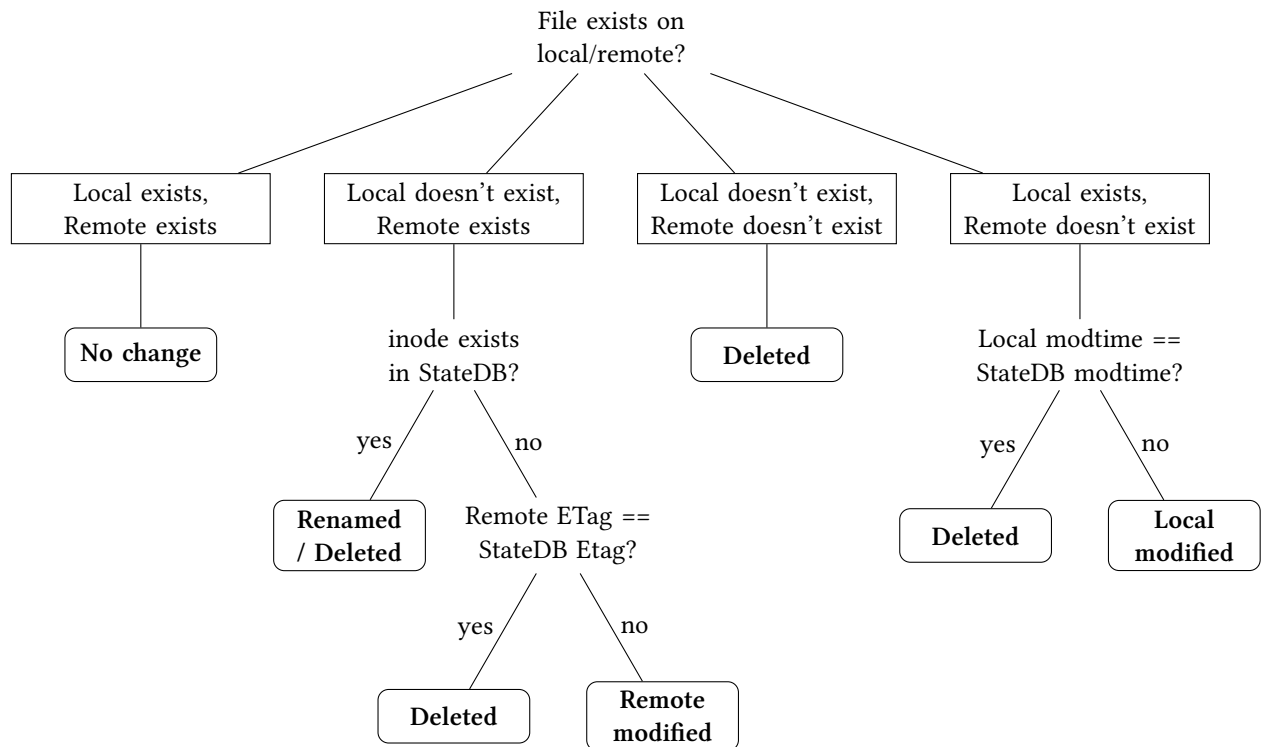 File exists on
local/remote?
Local exists,
Remote exists
Local doesn't exist,
Remote exists
Local doesn't exist,
Remote doesn't exist
Local exists,
Remote doesn't exist
No change
inode exists
in StateDB?
Deleted
Local modtime ==
StateDB modtime?
yes
no
yes
no
Renamed
/ Deleted
Remote ETag ==
StateDB Etag?
Deleted
Local
modified
yes
no
Deleted
Remote
modified